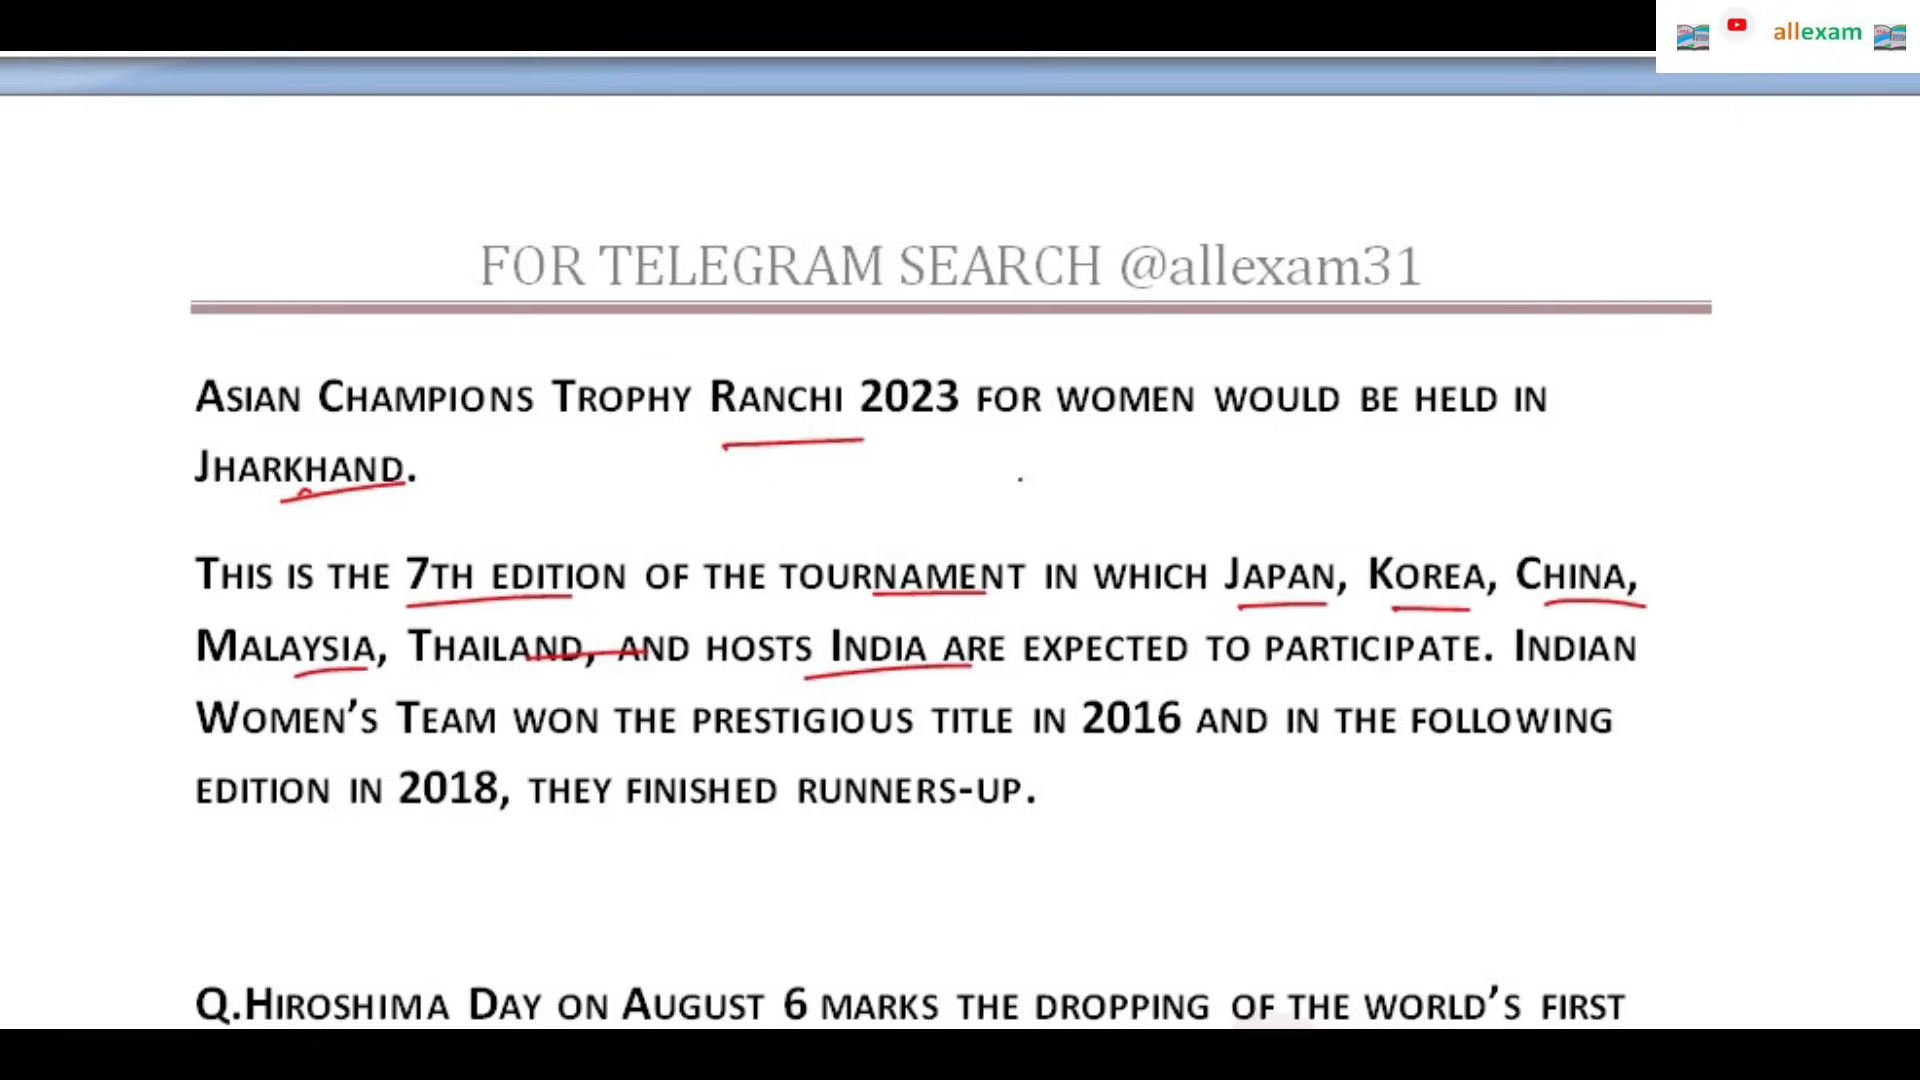 allexam
FOR TELEGRAM SEARCH @allexam31
ASIAN CHAMPIONS TROPHY RANCHI 2023 FOR WOMEN WOULD BE HELD IN
JHARKHAND.
THIS IS THE 7TH EDITION OF THE TOURNAMENT IN WHICH JAPAN, KOREA, CHINA,
MALAYSIA, THAILAND, AND HOSTS INDIA ARE EXPECTED TO PARTICIPATE. INDIAN
WOMEN'S TEAM WON THE PRESTIGIOUS TITLE IN 2016 AND IN THE FOLLOWING
EDITION IN 2018, THEY FINISHED RUNNERS-UP.
Q.HIROSHIMA DAY ON AUGUST 6 MARKS THE DROPPING OF THE WORLD'S FIRST